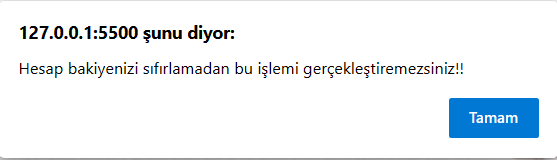 127.0.0.1:5500 şunu diyor:
Hesap bakiyenizi sıfırlamadan bu işlemi gerçekleştiremezsiniz!!
Tamam